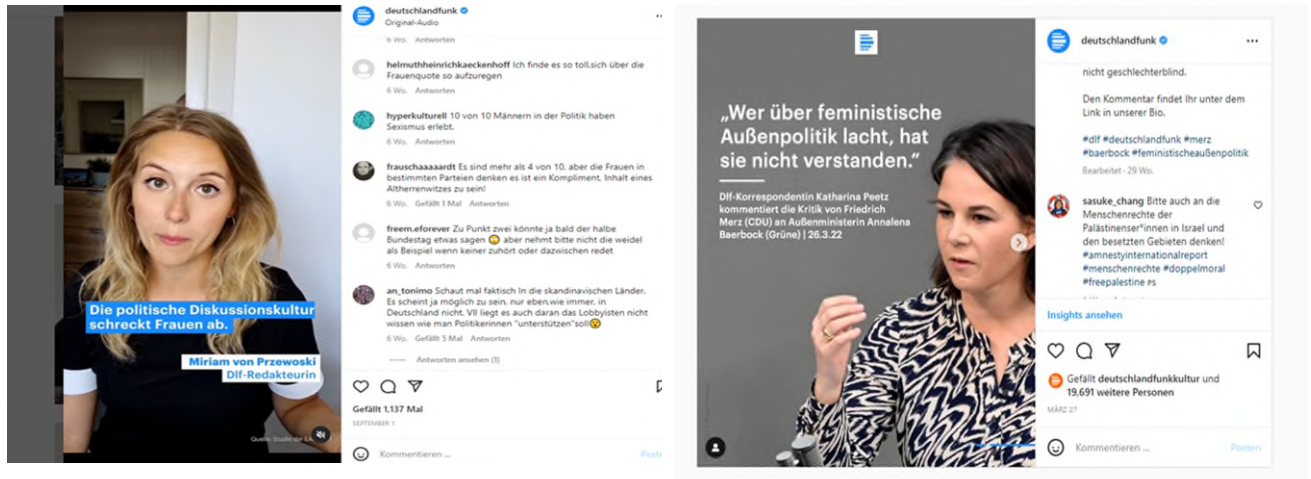 Die politische Diskussionskultur
schreckt Frauen ab.
Miriam von Przewoski
Dlf-Redakteurin
Quelle: Studie der EA
deutschlandfunk
Original-Audio
6 Wo. Antworten
helmuthheinrichkaeckenhoff Ich finde es so toll,sich über die
Frauenquote so aufzuregen
6 Wo. Antworten
hyperkulturell 10 von 10 Männern in der Politik haben
Sexismus erlebt.
6 Wo. Antworten
frauschaaaaardt Es sind mehr als 4 von 10, aber die Frauen in
bestimmten Parteien denken es ist ein Kompliment, Inhalt eines
Altherrenwitzes zu sein!
6 Wo. Gefällt 1 Mal Antworten
freem.eforever Zu Punkt zwei könnte ja bald der halbe
Bundestag etwas sagen 🙄 aber nehmt bitte nicht die weidel
als Beispiel wenn keiner zuhört oder dazwischen redet
6 Wo. Antworten
an_tonimo Schaut mal faktisch In die skandinavischen Länder.
Es scheint ja möglich zu sein, nur eben,wie immer, in
Deutschland nicht. Vll liegt es auch daran das Lobbyisten nicht
wissen wie man Politikerinnen "unterstützen"soll😯
6 Wo. Gefällt 5 Mal Antworten
Antworten ansehen (1)
Gefällt 1,137 Mal
SEPTEMBER 1
Kommentieren ...
„Wer über feministische
Außenpolitik lacht, hat
sie nicht verstanden.“
Dlf-Korrespondentin Katharina Peetz
kommentiert die Kritik von Friedrich
Merz (CDU) an Außenministerin Annalena
Baerbock (Grüne) | 26.3.22
deutschlandfunk
nicht geschlechterblind.
Den Kommentar findet Ihr unter dem
Link in unserer Bio.
#dlf #deutschlandfunk #merz
#baerbock #feministischeaußenpolitik
Bearbeitet · 29 Wo.
sasuke_chang Bitte auch an die
Menschenrechte der
Palästinenser*innen in Israel und
den besetzten Gebieten denken!
#amnestyinternationalreport
#menschenrechte #doppelmoral
#freepalestine
Insights ansehen
Gefällt deutschlandfunkkultur und
19,691 weitere Personen
MÄRZ 27
Kommentieren ...
Posten